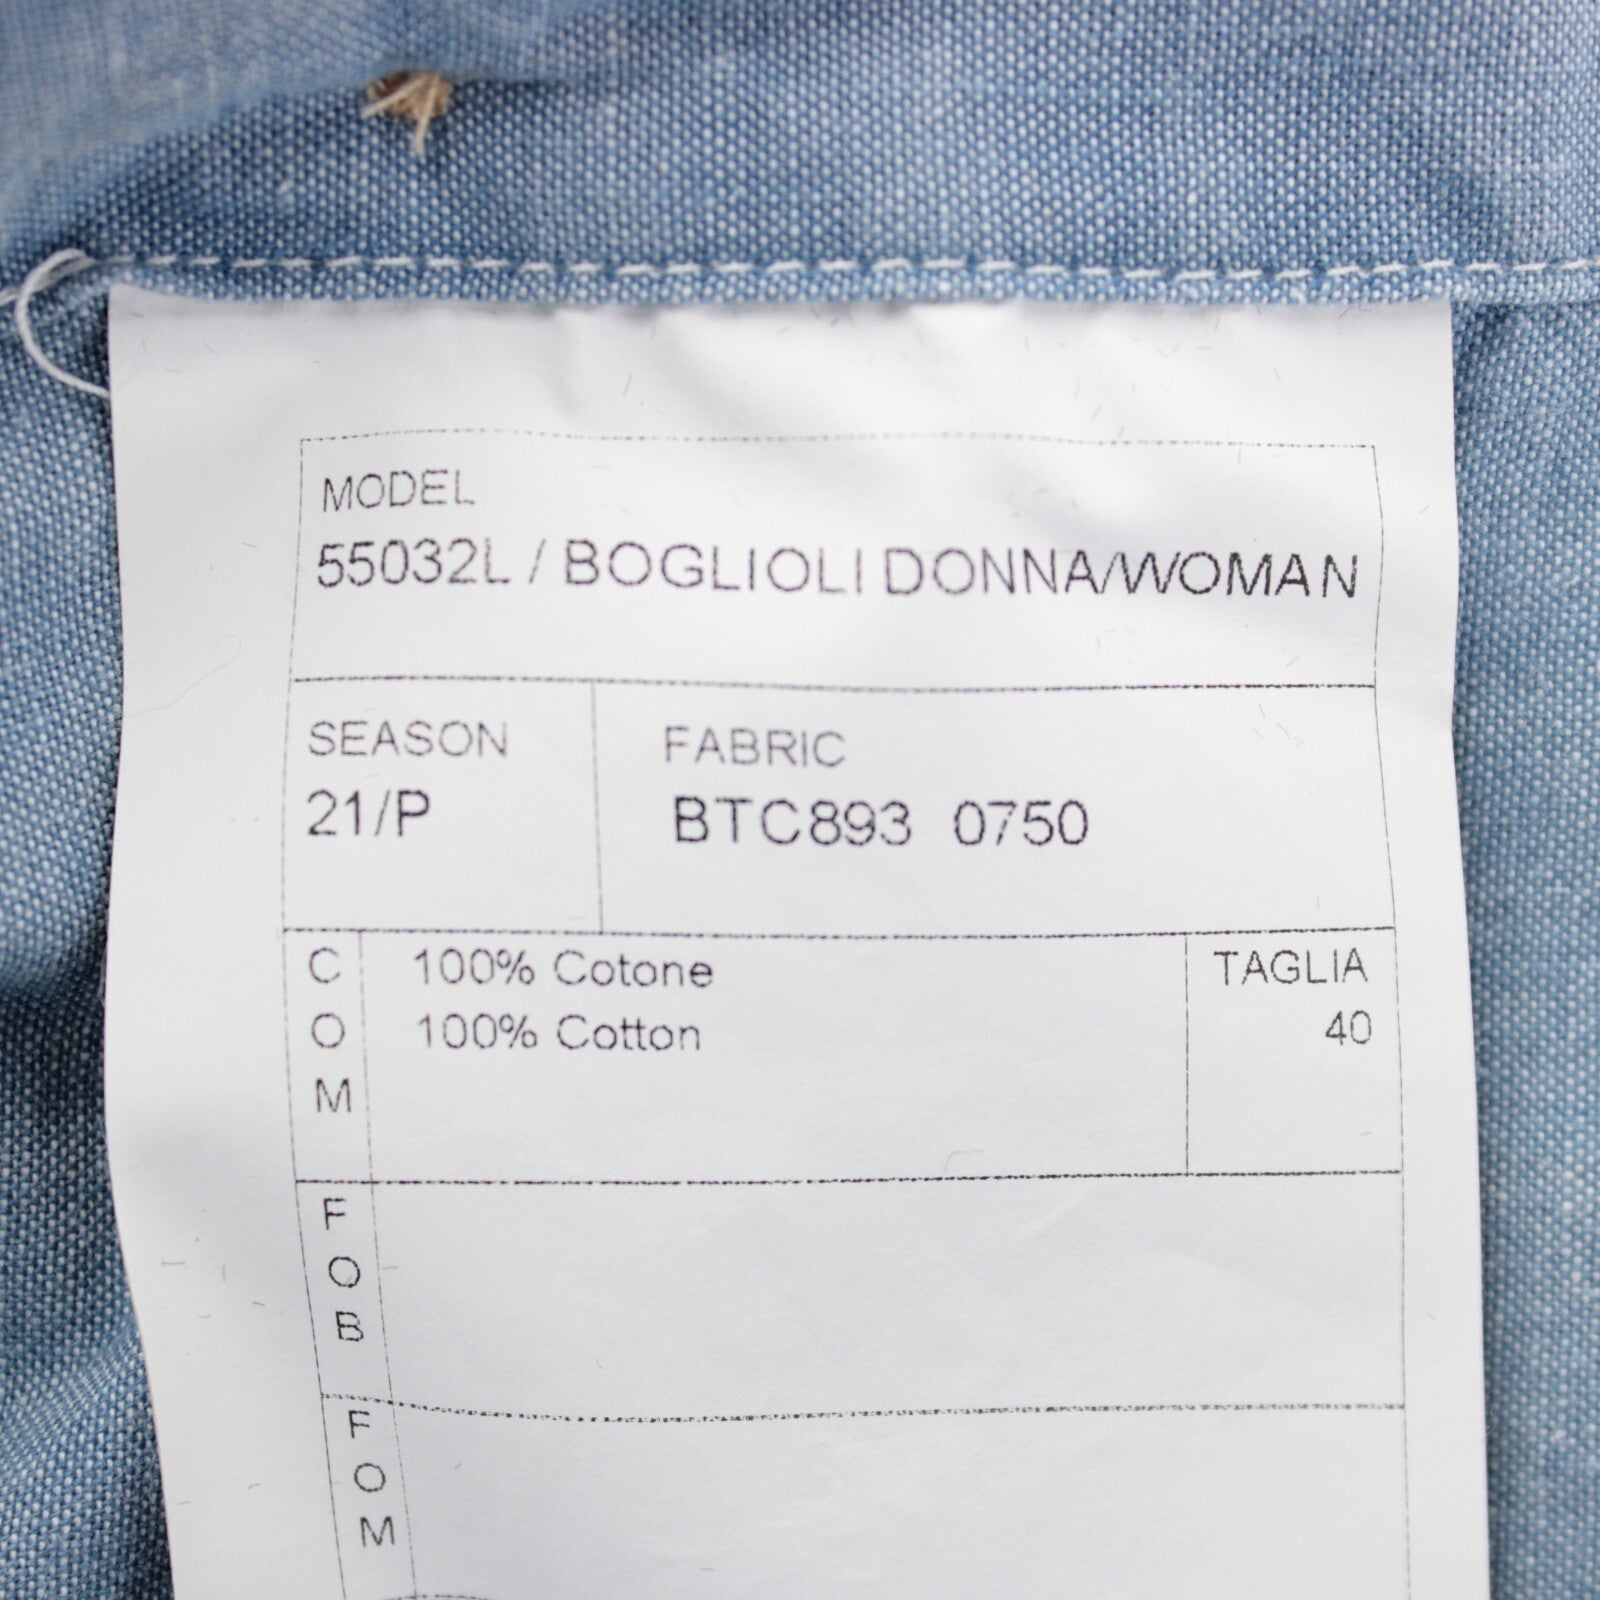 MODEL
55032L / BOGLIOLI DONNA/WOMAN
SEASON
21/P
FABRIC
BTC893 0750
C
O
M
100% Cotone
100% Cotton
TAGLIA
40
F
O
B
F
O
M